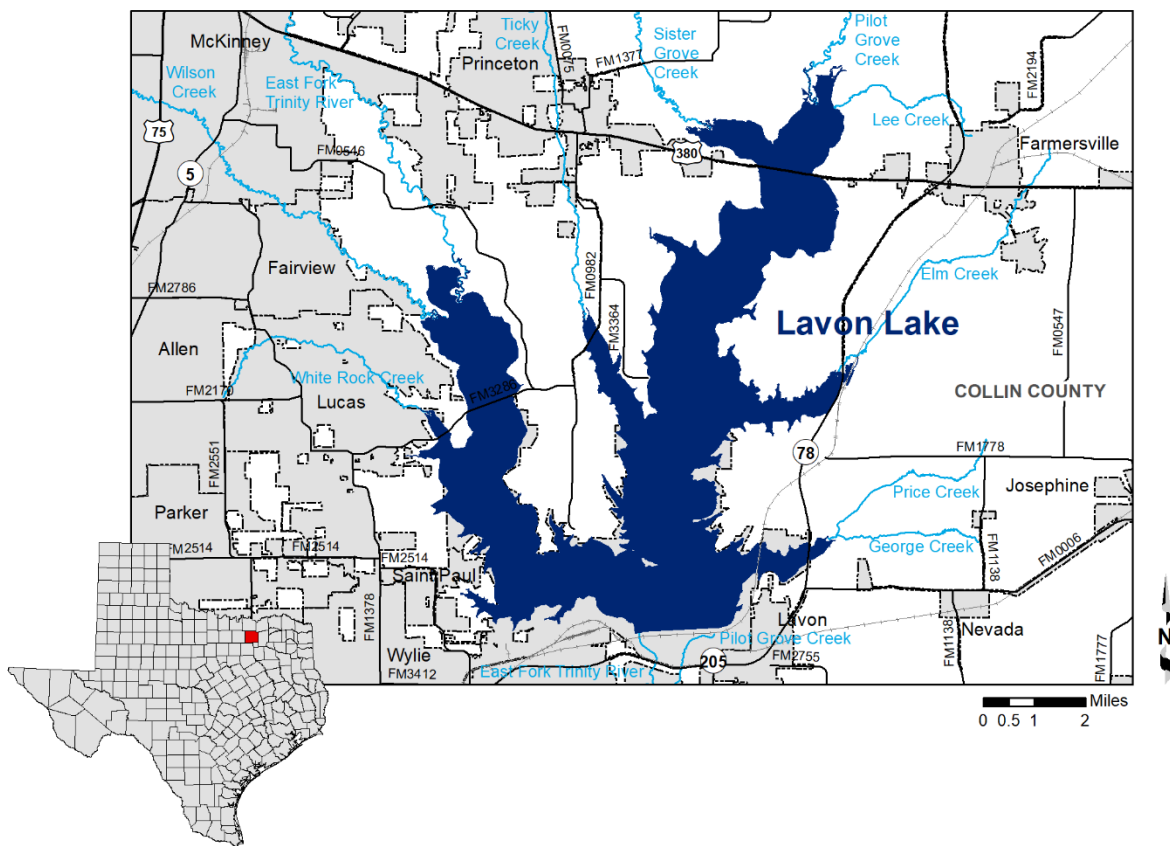 McKinney
Wilson
Creek
East Fork
Trinity River
Ticky
Creek
Princeton
FM0075
FM1377
Sister
Grove
Creek
Pilot
Grove
Creek
FM2194
Lee Creek
Farmersville
75
5
FM0546
380
Fairview
FM2786
FM0982
FM3364
Elm Creek
Lavon Lake
FM0547
Allen
FM2170
White Rock Creek
Lucas
FM3286
COLLIN COUNTY
FM2551
78
FM1778
Parker
Price Creek
Josephine
FM2514
FM2514
FM2514
George Creek
FM1138
FM0006
Saint Paul
FM1378
Lavon
Nevada
FM1138
Wylie
FM3412
Pilot Grove Creek
East Fork Trinity River
205
FM2755
FM1777
N
0 0.5 1 2 Miles